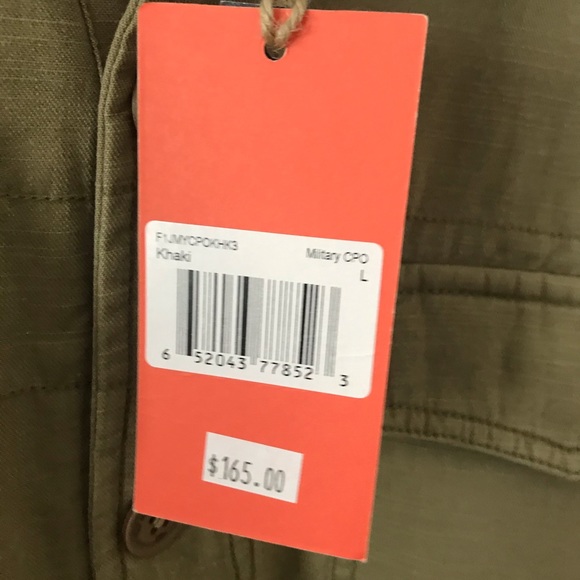 F1JMYCPOKHK3 Military CPO
Khaki L
6 52043 77852 3
$165.00